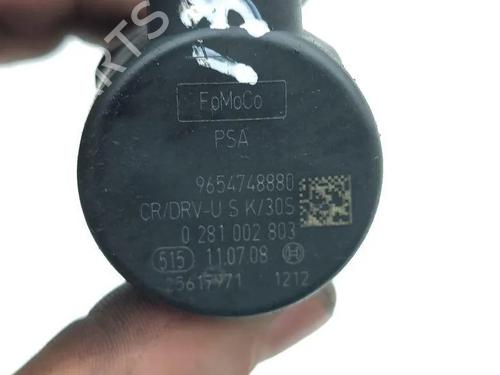 FoMoCo
PSA
9654748880
CR/DRV-U S K/30S
0 281 002 803
515 11.07.08
1212